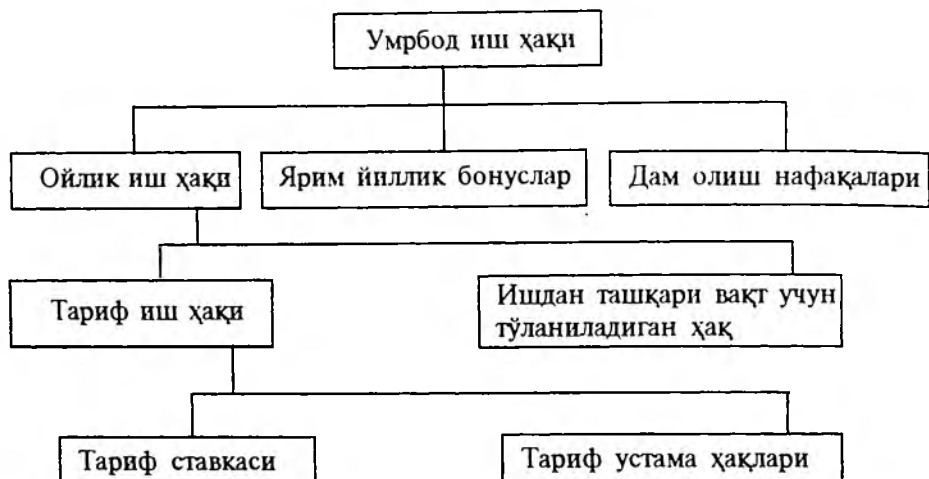 Умрбод иш ҳақи
Ойлик иш ҳақи
Ярим йиллик бонуслар
Дам олиш нафақалари
Тариф иш ҳақи
Ишдан ташқари вақт учун
тўланиладиган ҳақ
Тариф ставкаси
Тариф устама ҳақлари